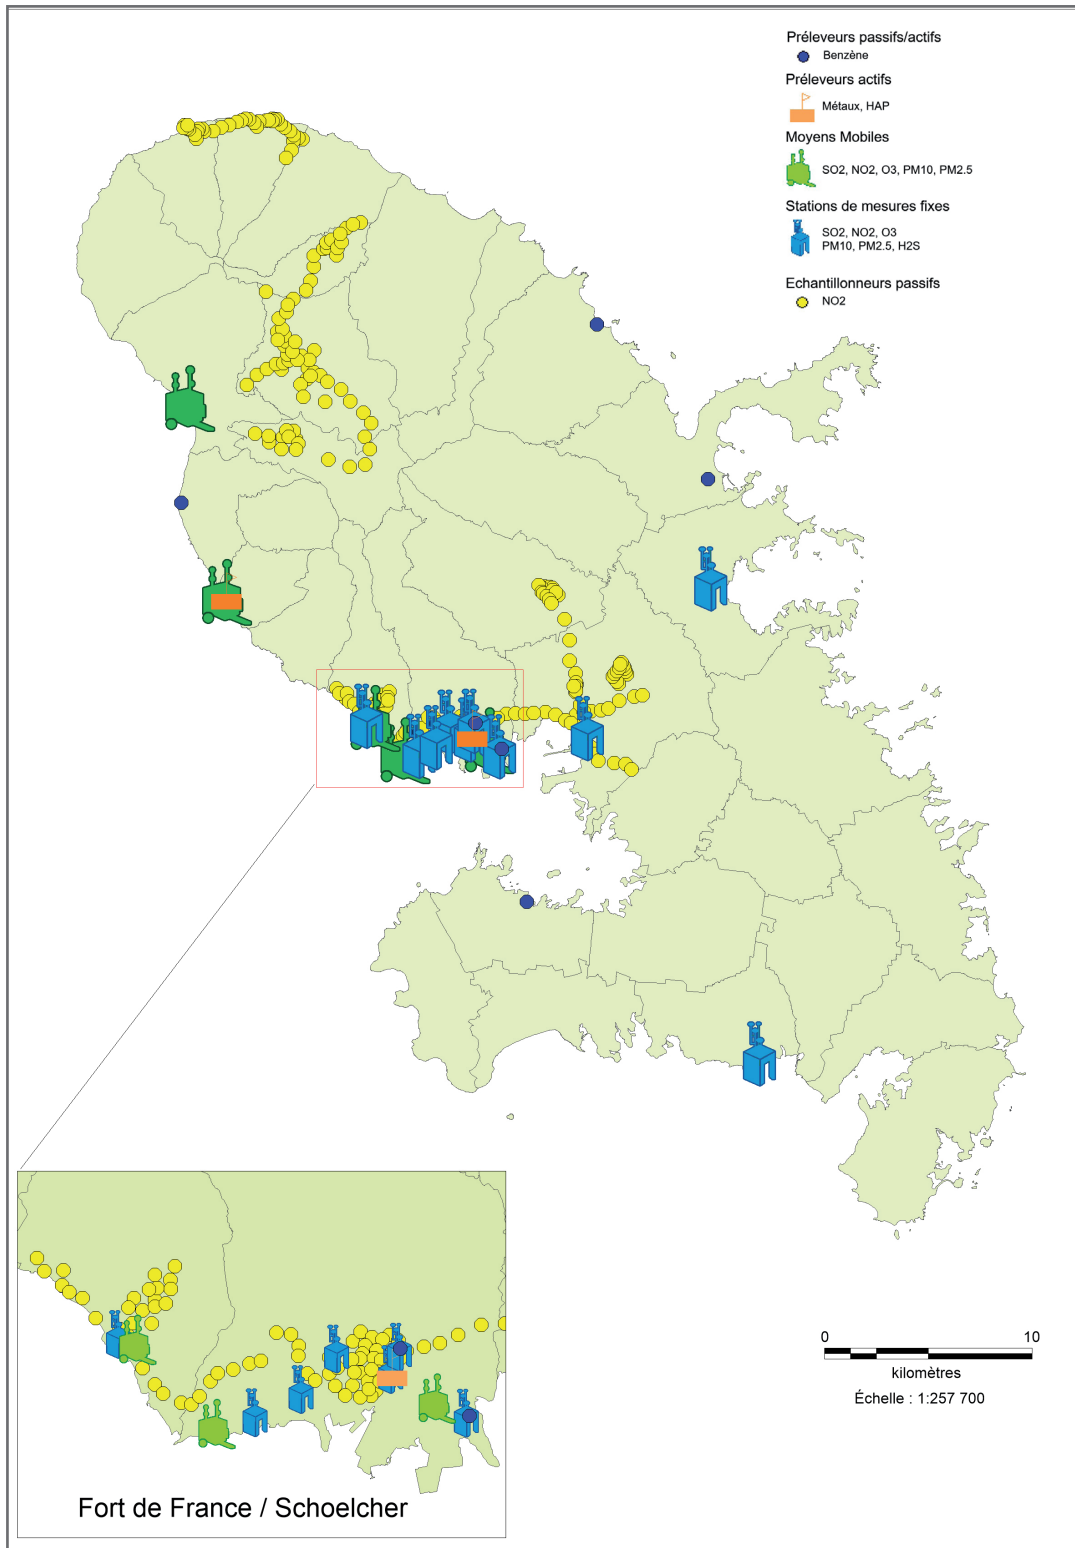 Préleveurs passifs/actifs
Benzène
Préleveurs actifs
Métaux, HAP
Moyens Mobiles
SO2, NO2, O3, PM10, PM2.5
Stations de mesures fixes
SO2, NO2, O3
PM10, PM2.5, H2S
Echantillonneurs passifs
NO2
0 10
kilomètres
Échelle : 1:257 700
Fort de France / Schoelcher